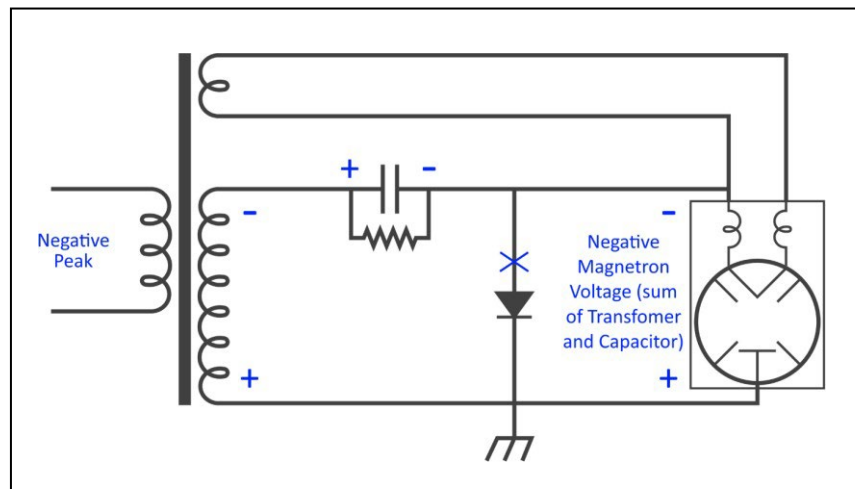 + -
-
Negative
Peak
-
Negative
Magnetron
Voltage (sum
of Transfomer
and Capacitor)
+
+